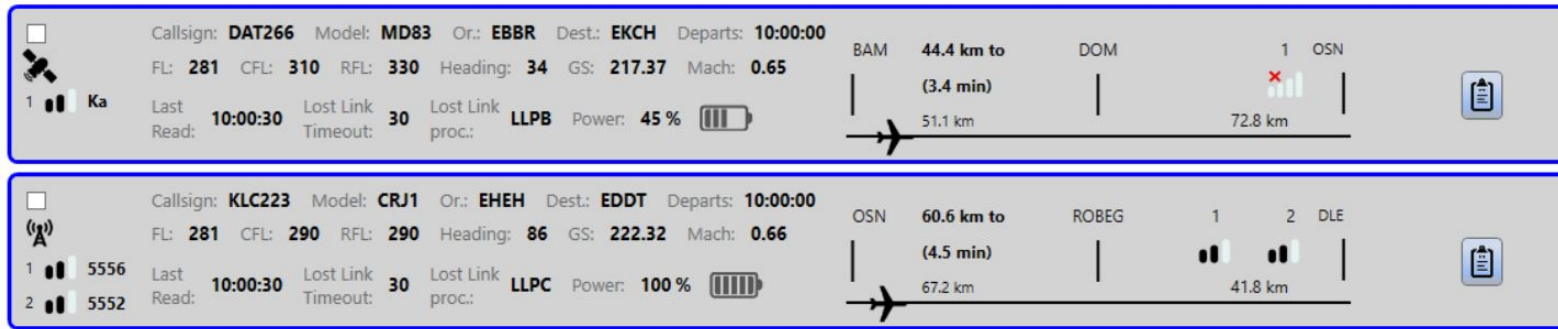 Callsign: DAT266 Model: MD83 Or.: EBBR Dest.: EKCH Departs: 10:00:00
FL: 281 CFL: 310 RFL: 330 Heading: 34 GS: 217.37 Mach: 0.65
1 Ka
Last Read: 10:00:30 Lost Link Timeout: 30 Lost Link proc.: LLPB Power: 45 %
BAM 44.4 km to DOM 1 OSN
(3.4 min)
51.1 km 72.8 km
Callsign: KLC223 Model: CRJ1 Or.: EHEH Dest.: EDDT Departs: 10:00:00
FL: 281 CFL: 290 RFL: 290 Heading: 86 GS: 222.32 Mach: 0.66
1 5556
2 5552
Last Read: 10:00:30 Lost Link Timeout: 30 Lost Link proc.: LLPC Power: 100 %
OSN 60.6 km to ROBEG 1 2 DLE
(4.5 min)
67.2 km 41.8 km